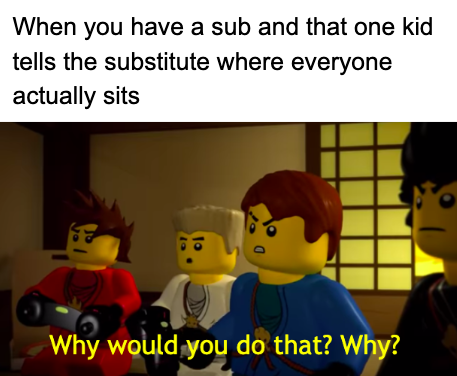 When you have a sub and that one kid
tells the substitute where everyone
actually sits
Why would you do that? Why?